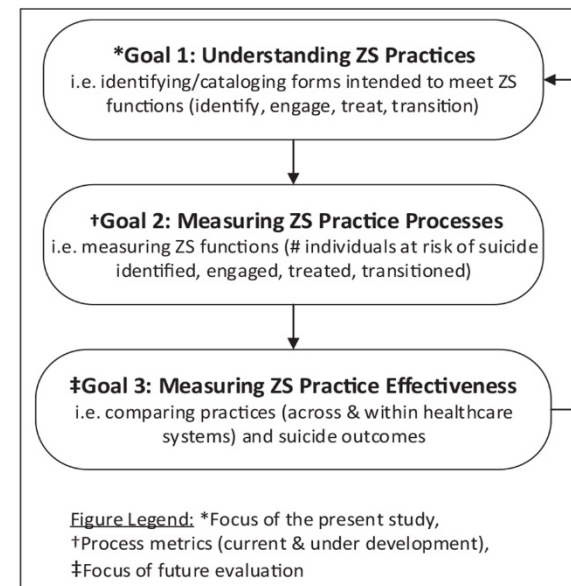 *Goal 1: Understanding ZS Practices
i.e. identifying/cataloging forms intended to meet ZS
functions (identify, engage, treat, transition)
†Goal 2: Measuring ZS Practice Processes
i.e. measuring ZS functions (# individuals at risk of suicide
identified, engaged, treated, transitioned)
‡Goal 3: Measuring ZS Practice Effectiveness
i.e. comparing practices (across & within healthcare
systems) and suicide outcomes
Figure Legend: *Focus of the present study,
†Process metrics (current & under development),
‡Focus of future evaluation